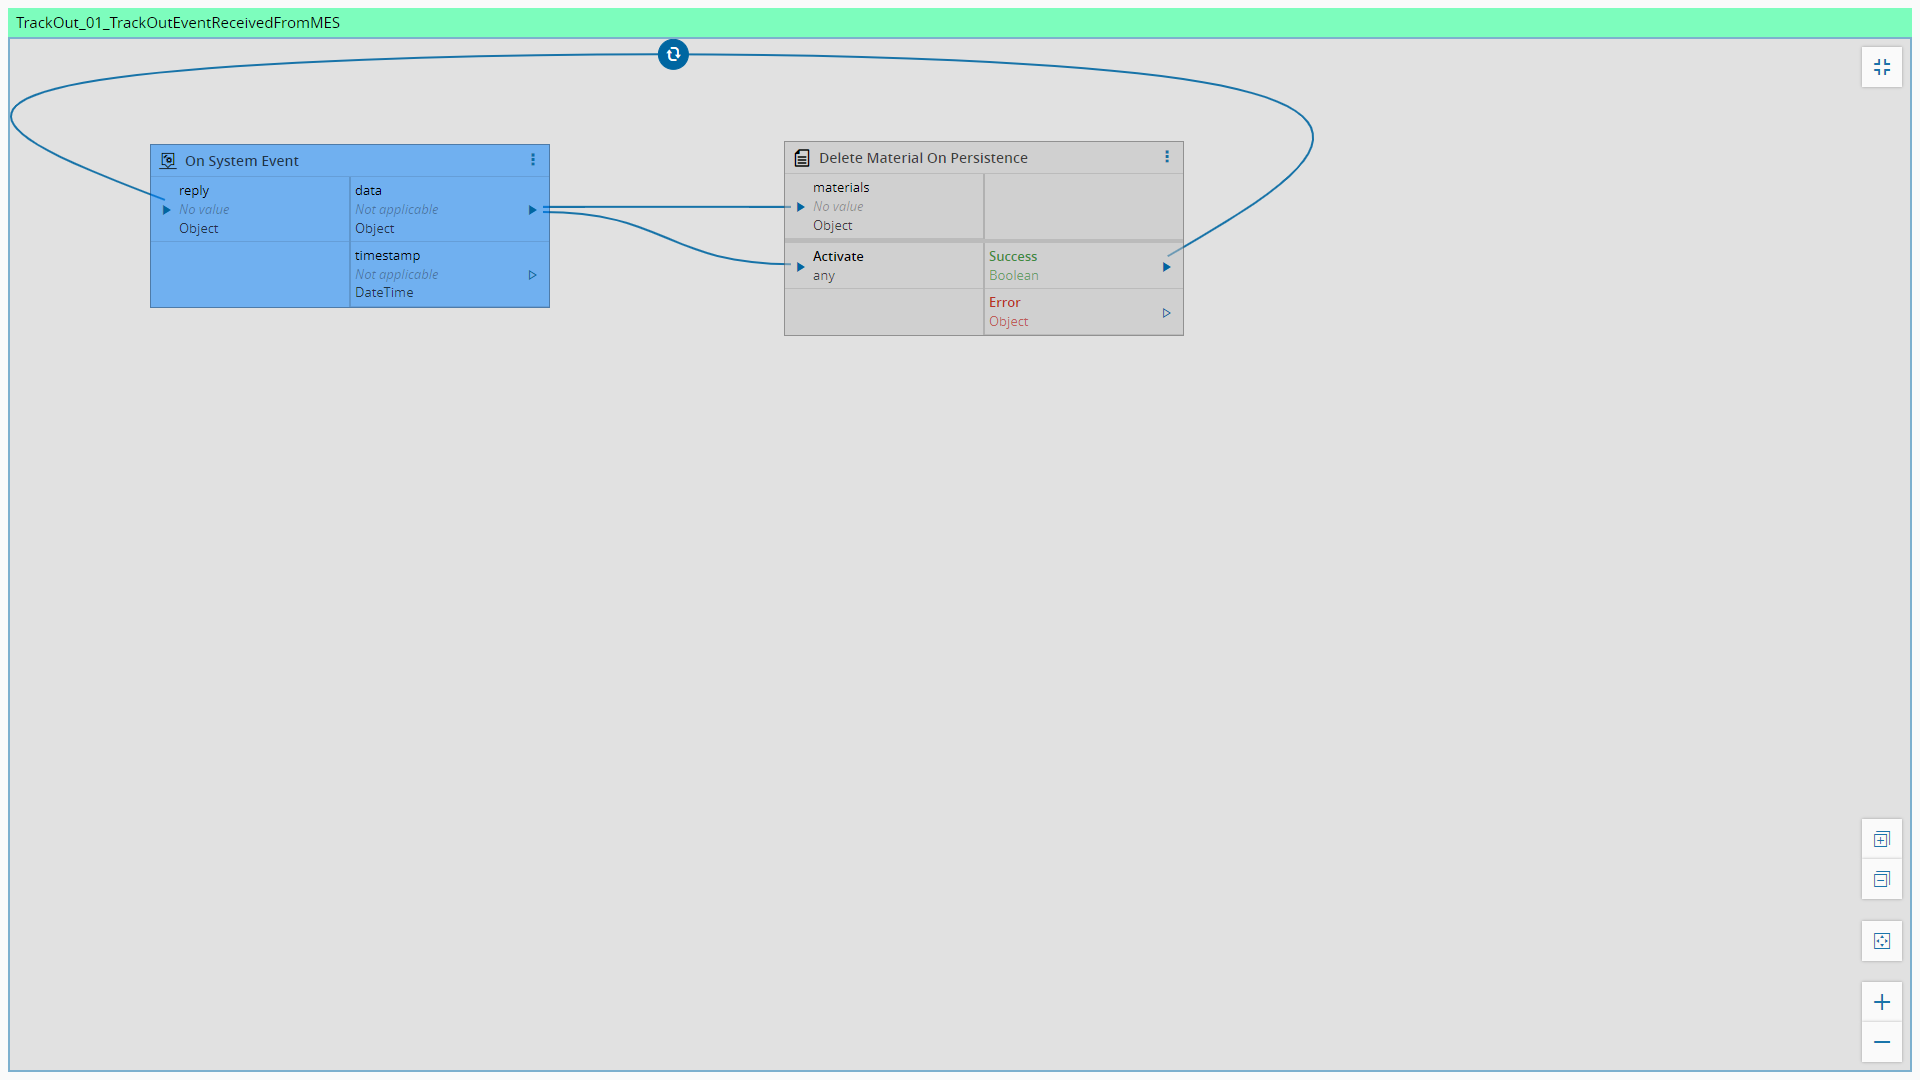 TrackOut_01_TrackOutEventReceivedFromMES
On System Event
reply
No value
Object
data
Not applicable
Object
timestamp
Not applicable
DateTime
Delete Material On Persistence
materials
No value
Object
Activate
any
Success
Boolean
Error
Object